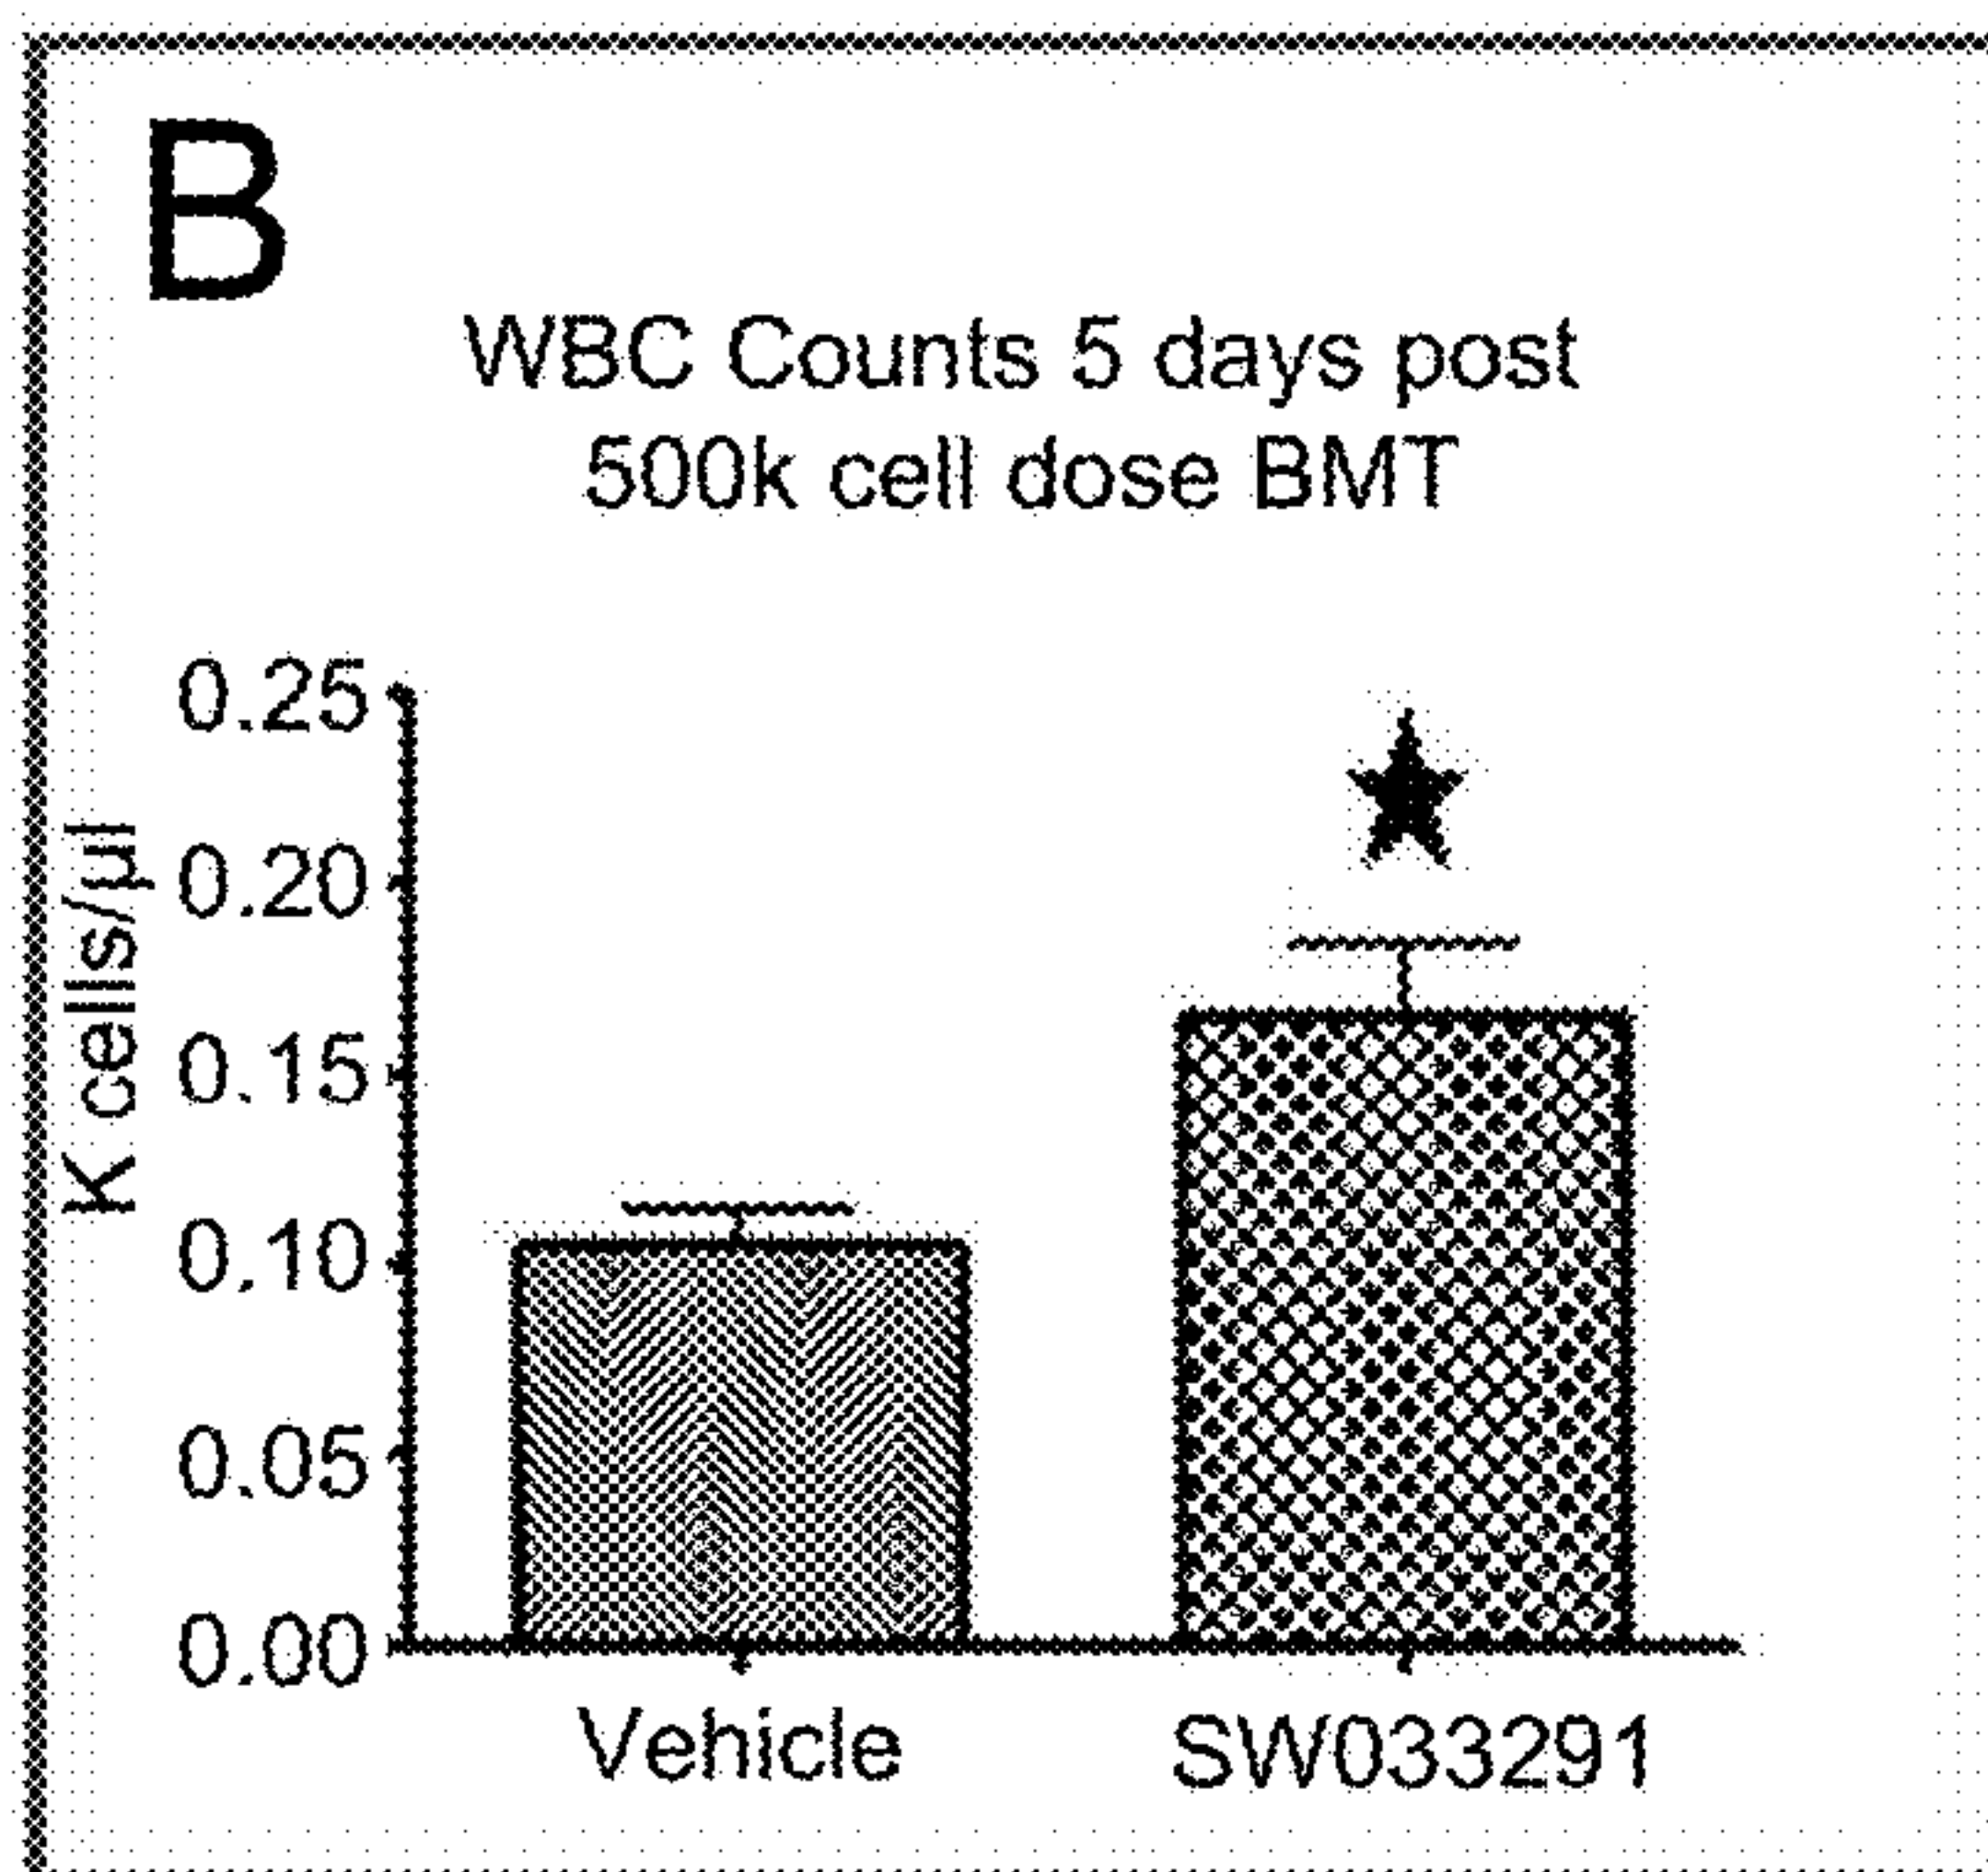 B
WBC Counts 5 days post
500k cell dose BMT
K cells/µl
0.25
0.20
0.15
0.10
0.05
0.00
Vehicle
SW033291